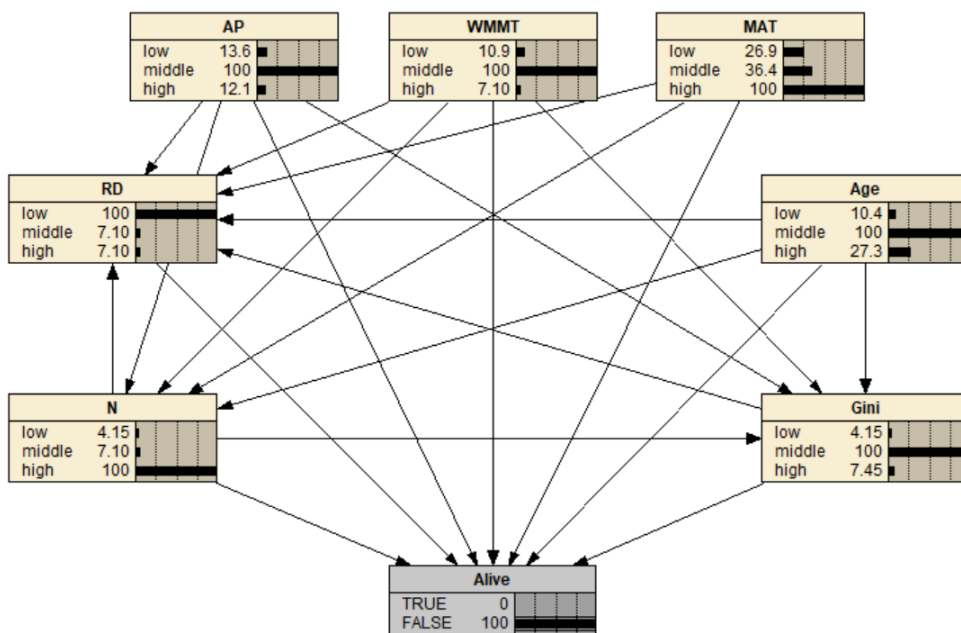 AP
low 13.6
middle 100
high 12.1
WMMT
low 10.9
middle 100
high 7.10
MAT
low 26.9
middle 36.4
high 100
RD
low 100
middle 7.10
high 7.10
Age
low 10.4
middle 100
high 27.3
N
low 4.15
middle 7.10
high 100
Gini
low 4.15
middle 100
high 7.45
Alive
TRUE 0
FALSE 100